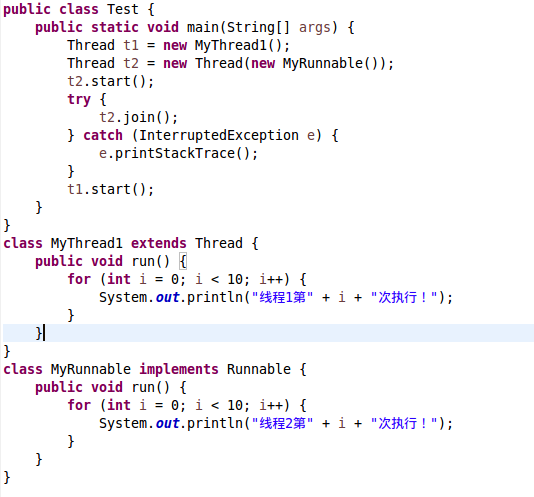 public class Test {
    public static void main(String[] args) {
        Thread t1 = new MyThread1();
        Thread t2 = new Thread(new MyRunnable());
        t2.start();
        try {
            t2.join();
        } catch (InterruptedException e) {
            e.printStackTrace();
        }
        t1.start();
    }
}
class MyThread1 extends Thread {
    public void run() {
        for (int i = 0; i < 10; i++) {
            System.out.println("线程1第" + i + "次执行！");
        }
    }
}
class MyRunnable implements Runnable {
    public void run() {
        for (int i = 0; i < 10; i++) {
            System.out.println("线程2第" + i + "次执行！");
        }
    }
}